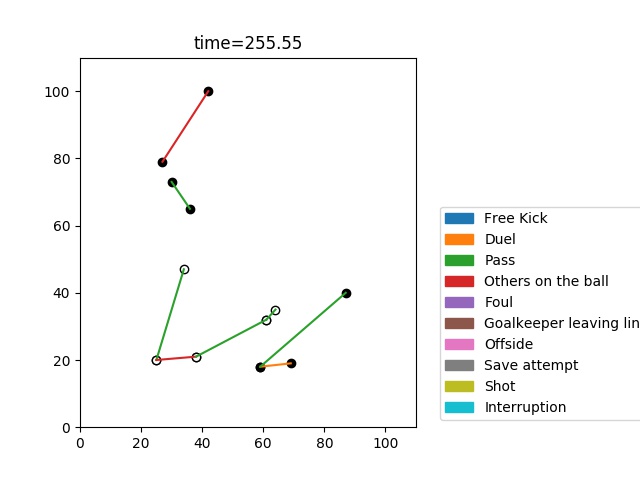 time=255.55
100
80
60
40
20
0
0 20 40 60 80 100
Free Kick
Duel
Pass
Others on the ball
Foul
Goalkeeper leaving lin
Offside
Save attempt
Shot
Interruption